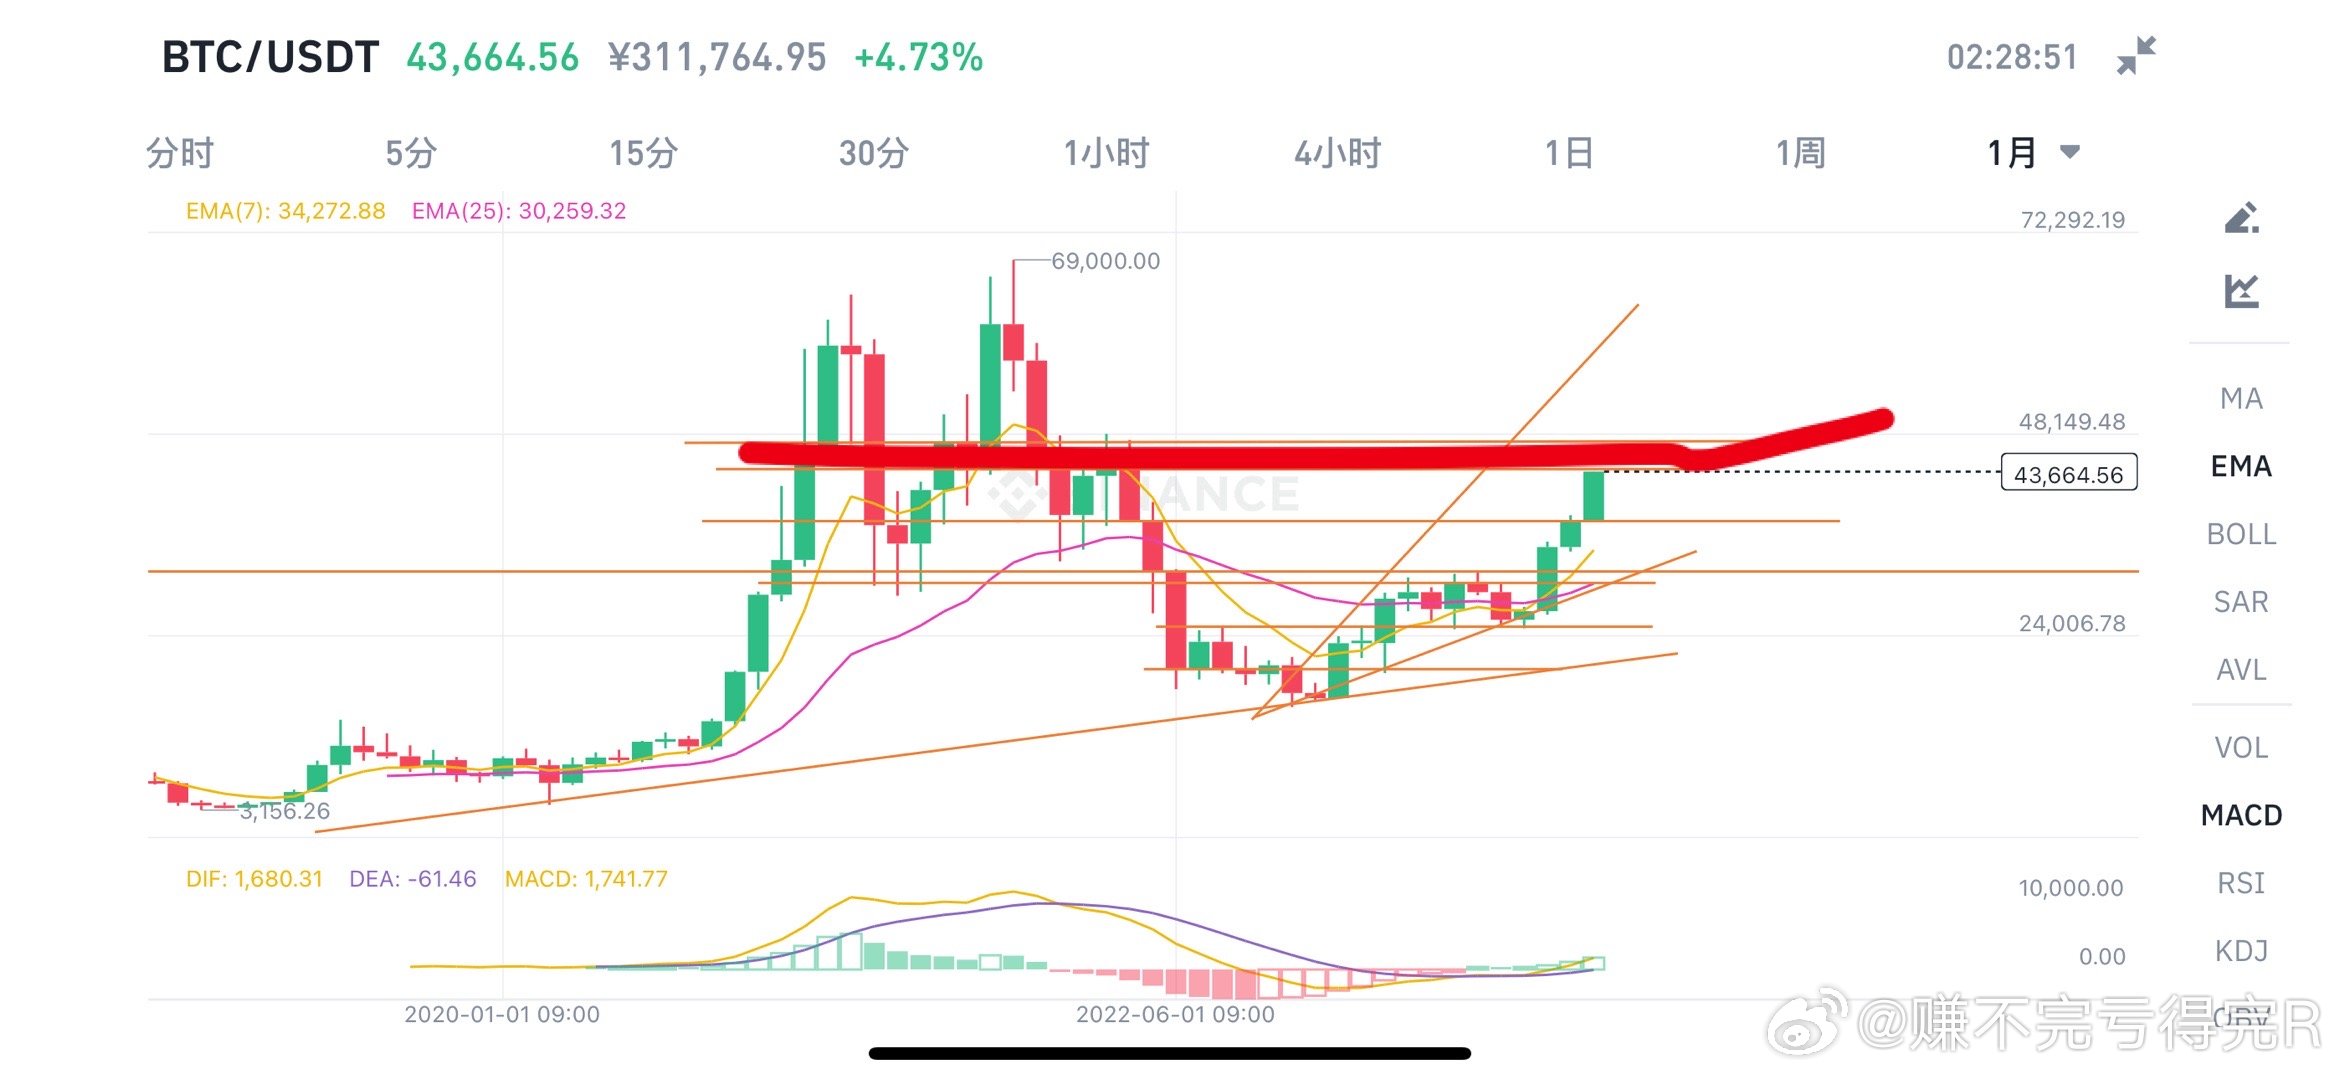 BTC/USDT 43,664.56 ¥311,764.95 +4.73% 02:28:51
分时 5分 15分 30分 1小时 4小时 1日 1周 1月
EMA(7): 34,272.88 EMA(25): 30,259.32
72,292.19
69,000.00
48,149.48
43,664.56
24,006.78
3,156.26
MA
EMA
BOLL
SAR
AVL
VOL
MACD
RSI
KDJ
OBV
DIF: 1,680.31 DEA: -61.46 MACD: 1,741.77
10,000.00
0.00
2020-01-01 09:00 2022-06-01 09:00
@赚不完亏得完R